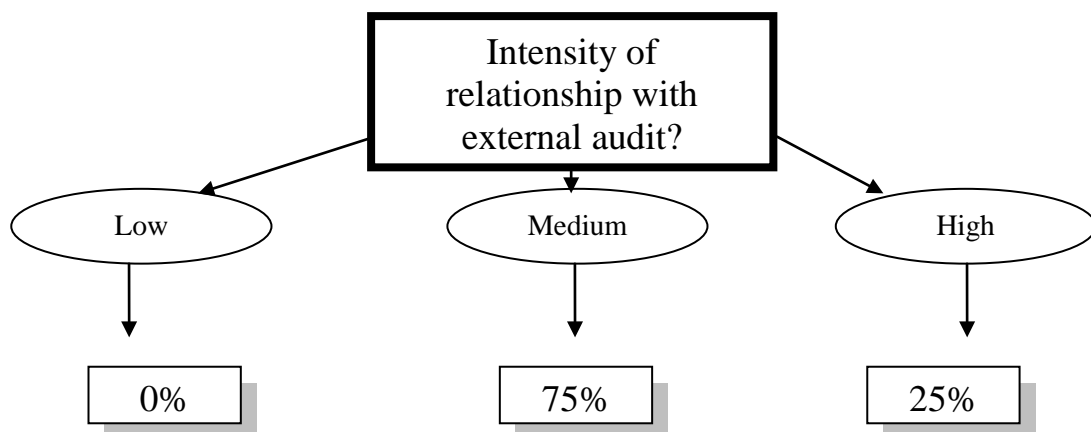 Intensity of
relationship with
external audit?
Low
Medium
High
0%
75%
25%